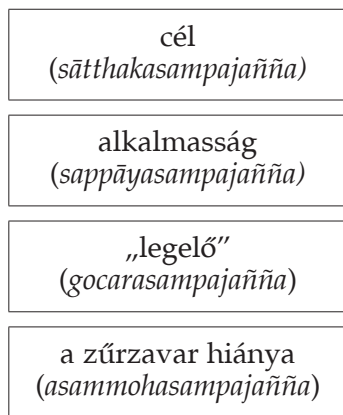 cél
(sātthakasampajañña)
alkalmasság
(sappāyasampajañña)
„legelő”
(gocarasampajañña)
a zűrzavar hiánya
(asammohasampajañña)